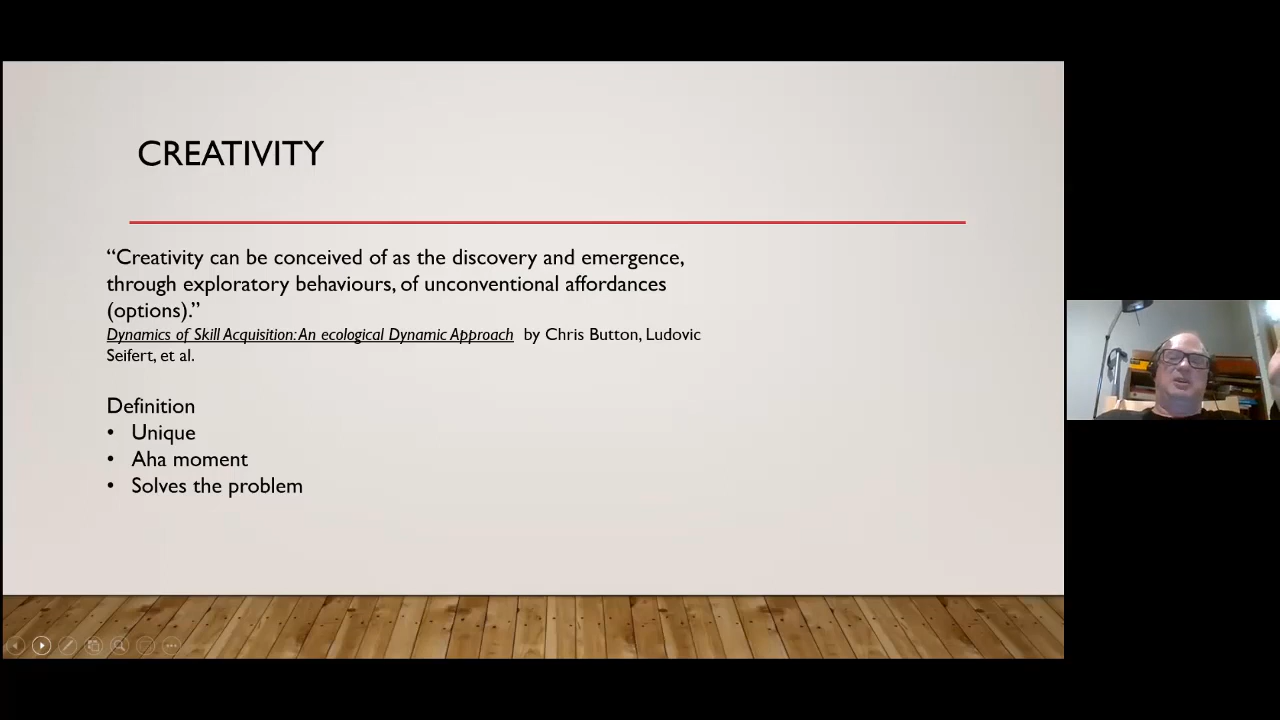 CREATIVITY
“Creativity can be conceived of as the discovery and emergence,
through exploratory behaviours, of unconventional affordances
(options).”
Dynamics of Skill Acquisition: An ecological Dynamic Approach by Chris Button, Ludovic
Seifert, et al.
Definition
• Unique
• Aha moment
• Solves the problem